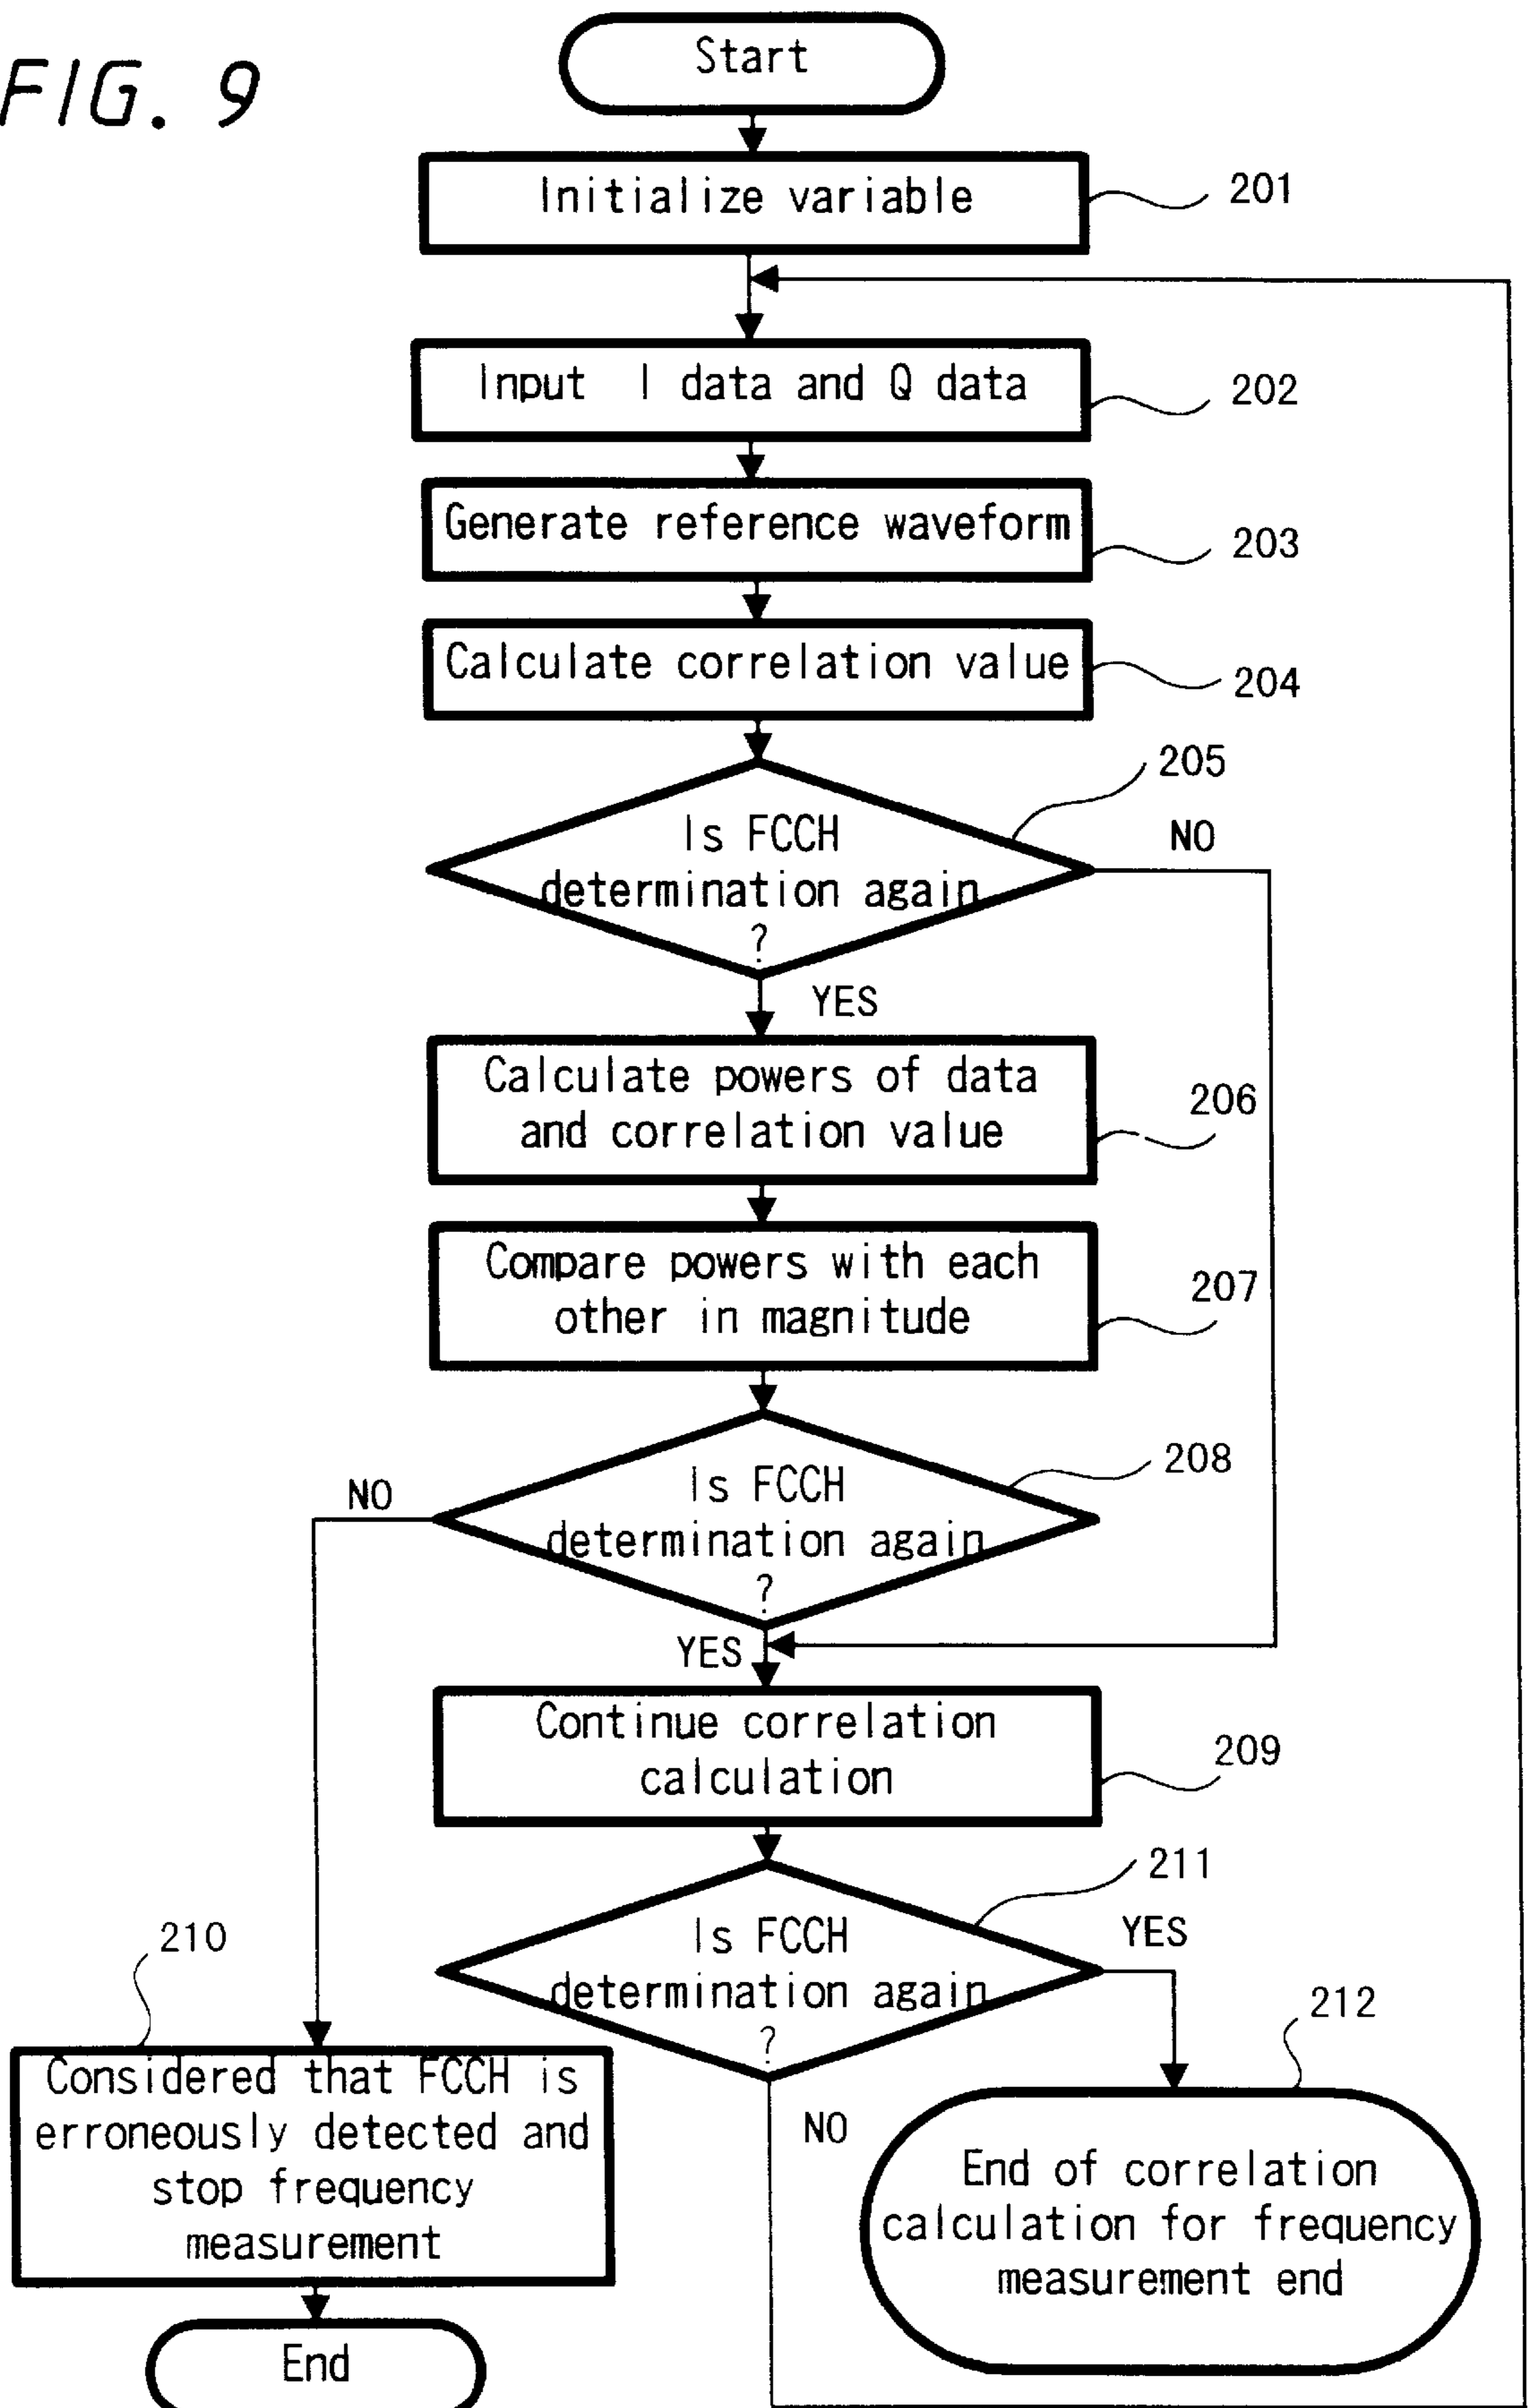 FIG. 9
Start
Initialize variable
201
Input I data and Q data
202
Generate reference waveform
203
Calculate correlation value
204
205
Is FCCH
determination again
?
NO
YES
Calculate powers of data
and correlation value
206
Compare powers with each
other in magnitude
207
208
Is FCCH
determination again
?
NO
YES
Continue correlation
calculation
209
211
Is FCCH
determination again
?
YES
NO
210
Considered that FCCH is
erroneously detected and
stop frequency
measurement
212
End of correlation
calculation for frequency
measurement end
End